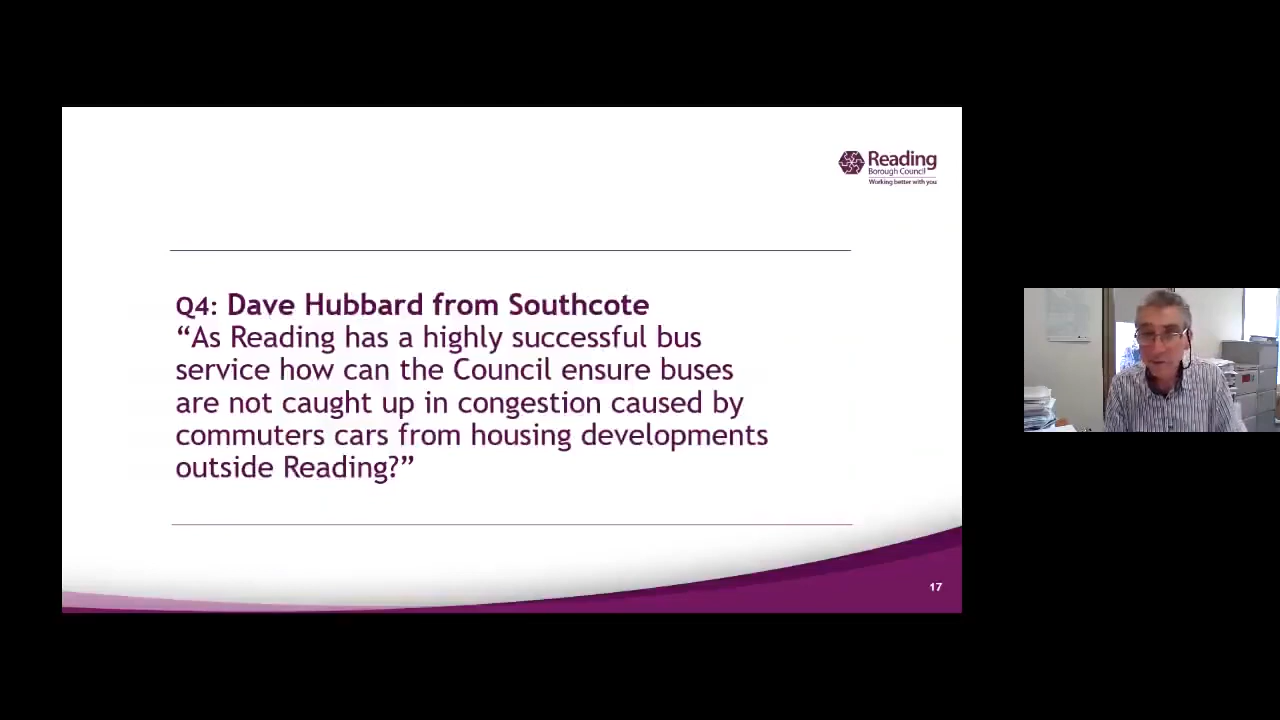 Reading
Borough Council
Working better with you
Q4: Dave Hubbard from Southcote
“As Reading has a highly successful bus
service how can the Council ensure buses
are not caught up in congestion caused by
commuters cars from housing developments
outside Reading?”
17